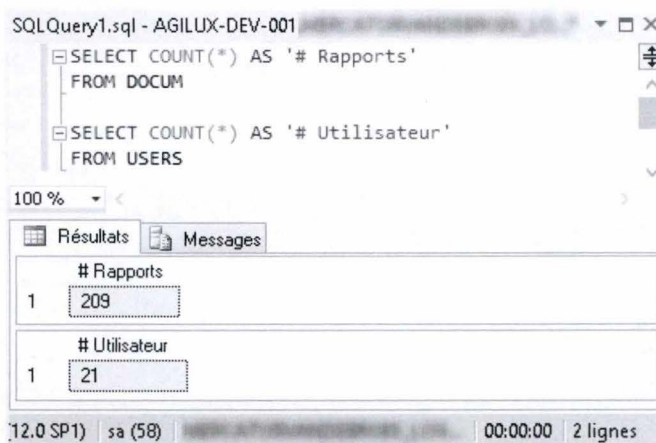 SQLQuery1.sql - AGILUX-DEV-001
SELECT COUNT(*) AS '# Rapports'
FROM DOCUM
SELECT COUNT(*) AS '# Utilisateur'
FROM USERS
100 %
Résultats Messages
# Rapports
1 209
# Utilisateur
1 21
12.0 SP1) sa (58) 00:00:00 2 lignes